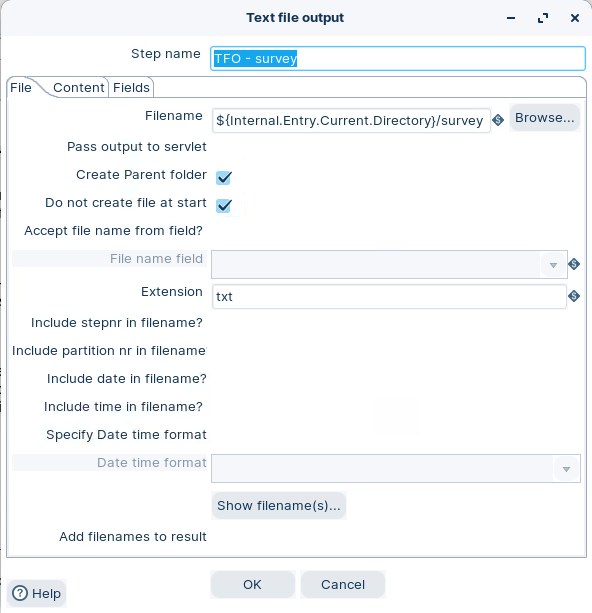 Text file output
Step name TFO - survey
File Content Fields
Filename ${Internal.Entry.Current.Directory}/survey Browse...
Pass output to servlet
Create Parent folder
Do not create file at start
Accept file name from field?
File name field
Extension txt
Include stepnr in filename?
Include partition nr in filename
Include date in filename?
Include time in filename?
Specify Date time format
Date time format
Show filename(s)...
Add filenames to result
OK Cancel
Help